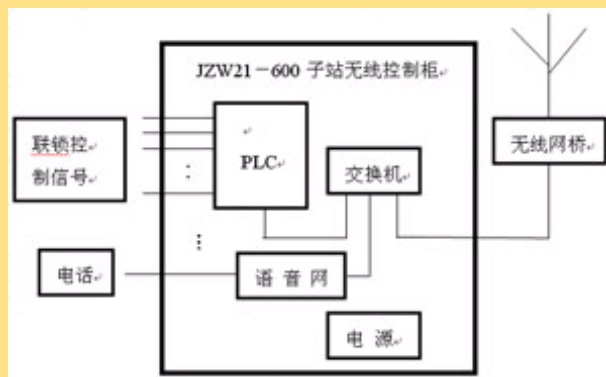 JZW21－600 子站无线控制柜
联锁控
制信号
PLC
交换机
无线网桥
电话
语 音 网
电 源